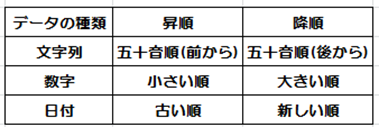 データの種類 昇順 降順
文字列 五十音順(前から) 五十音順(後から)
数字 小さい順 大きい順
日付 古い順 新しい順